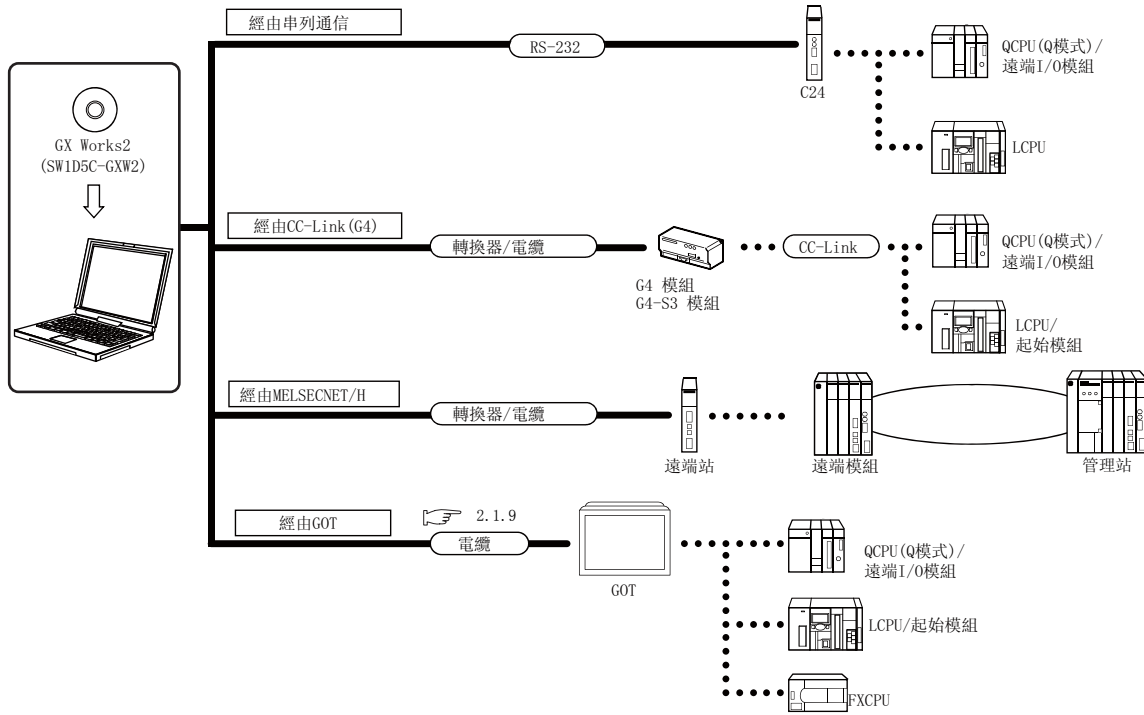 經由串列通信
RS-232
C24
QCPU(Q模式)/
遠端I/O模組
LCPU
GX Works2
(SW1D5C-GXW2)
經由CC-Link(G4)
轉換器/電纜
G4 模組
G4-S3 模組
CC-Link
QCPU(Q模式)/
遠端I/O模組
LCPU/
起始模組
經由MELSECNET/H
轉換器/電纜
遠端站
遠端模組
管理站
經由GOT
2.1.9
電纜
GOT
QCPU(Q模式)/
遠端I/O模組
LCPU/起始模組
FXCPU